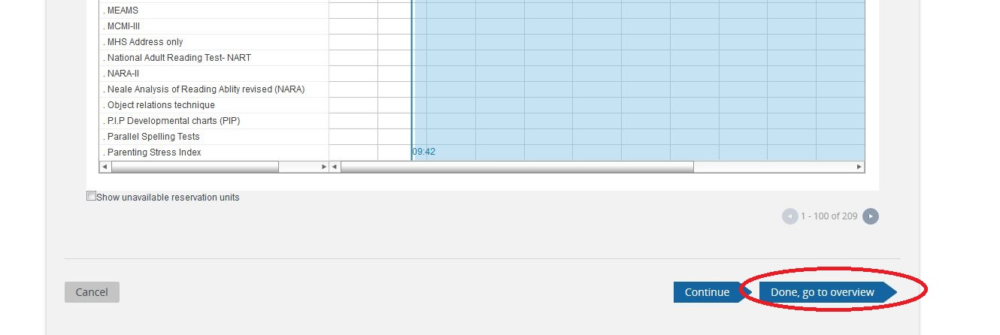 . MEAMS
. MCMI-III
. MHS Address only
. National Adult Reading Test- NART
. NARA-II
. Neale Analysis of Reading Ablity revised (NARA)
. Object relations technique
. P.I.P Developmental charts (PIP)
. Parallel Spelling Tests
. Parenting Stress Index
09:42
Show unavailable reservation units
1 - 100 of 209
Cancel
Continue
Done, go to overview